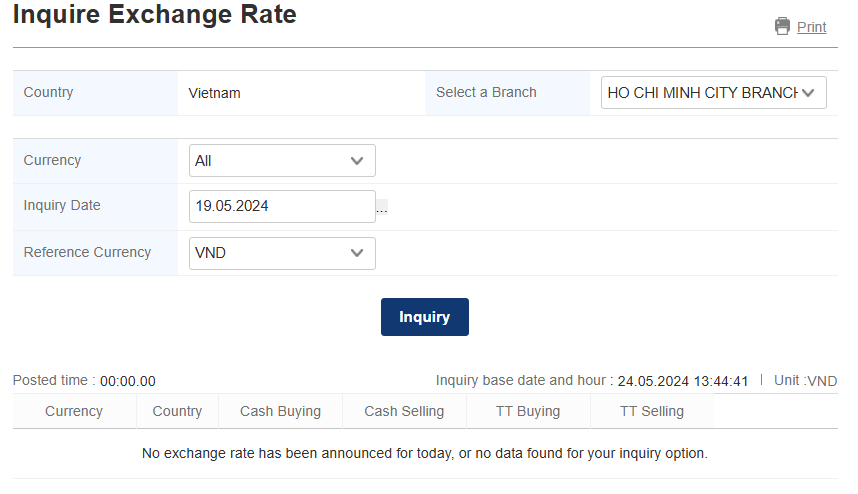 Inquire Exchange Rate
Print
Country Vietnam Select a Branch HO CHI MINH CITY BRANCH
Currency All
Inquiry Date 19.05.2024 ...
Reference Currency VND
Inquiry
Posted time : 00:00.00 Inquiry base date and hour : 24.05.2024 13:44:41 | Unit :VND
Currency Country Cash Buying Cash Selling TT Buying TT Selling
No exchange rate has been announced for today, or no data found for your inquiry option.